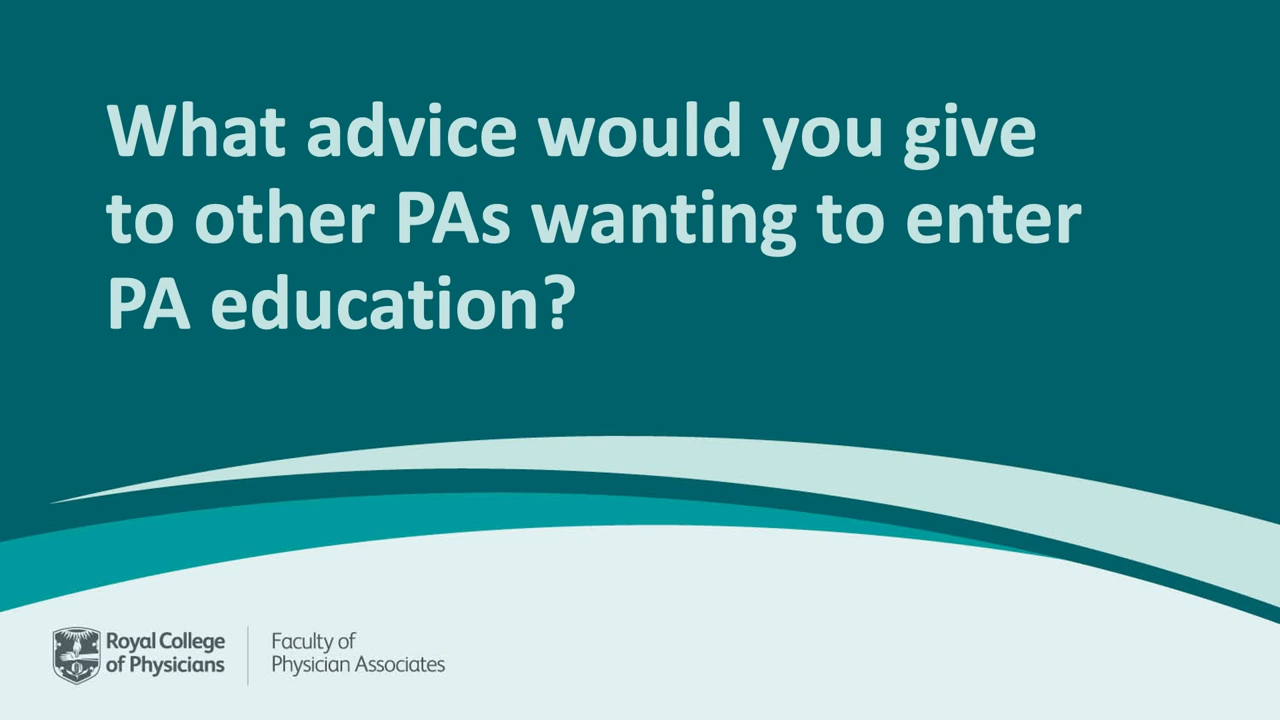 What advice would you give
to other PAs wanting to enter
PA education?
Royal College
of Physicians
Faculty of
Physician Associates